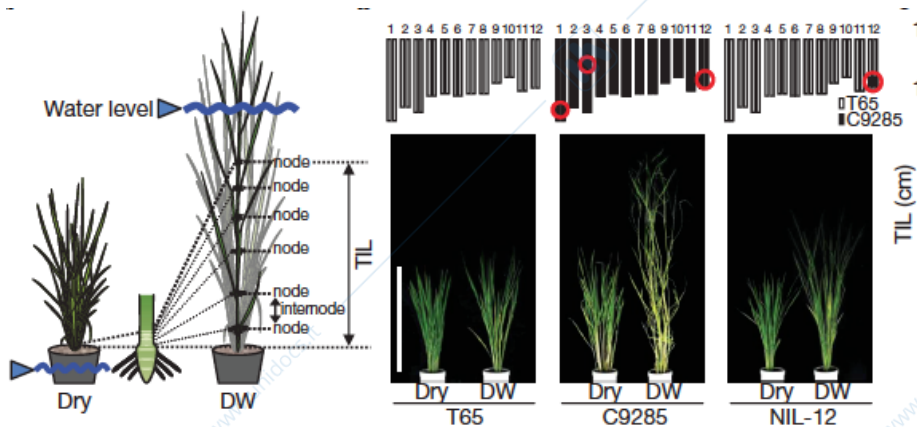 1 2 3 4 5 6 7 8 9 10 11 12
1 2 3 4 5 6 7 8 9 10 11 12
1 2 3 4 5 6 7 8 9 10 11 12
T65
C9285
Water level
node
node
node
node
node
internode
node
TIL
TIL (cm)
Dry
DW
Dry DW
T65
Dry DW
C9285
Dry DW
NIL-12